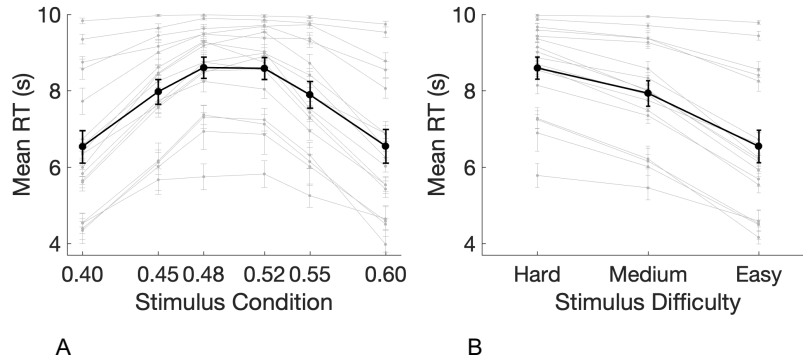 10
8
6
4
Mean RT (s)
0.40 0.45 0.48 0.52 0.55 0.60
Stimulus Condition
A
10
8
6
4
Mean RT (s)
Hard Medium Easy
Stimulus Difficulty
B